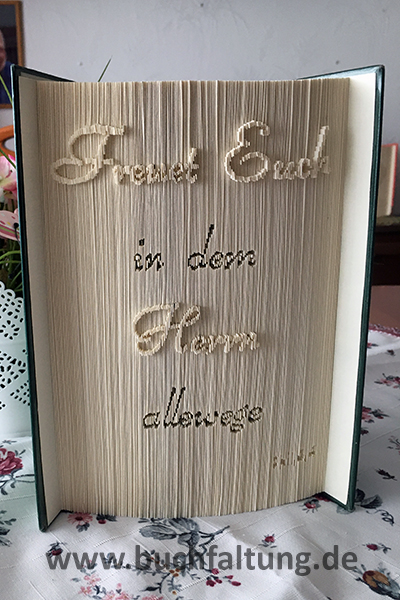 Freuet Euch
in dem
Herrn
allewege
www.buchfaltung.de